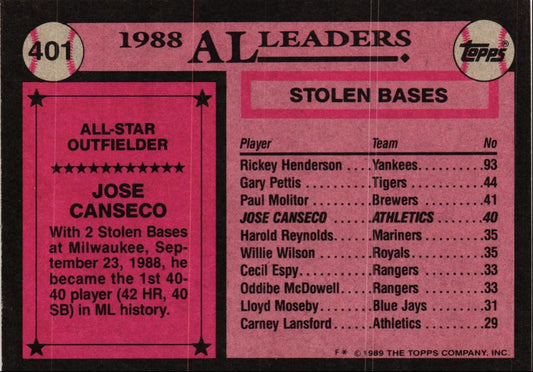 401
1988 AL LEADERS
Topps
ALL-STAR
OUTFIELDER
JOSE
CANSECO
With 2 Stolen Bases
at Milwaukee, Sep-
tember 23, 1988, he
became the 1st 40-
40 player (42 HR, 40
SB) in ML history.
STOLEN BASES
Player Team No
Rickey Henderson ...... Yankees ...... 93
Gary Pettis ...... Tigers ...... 44
Paul Molitor ...... Brewers ...... 41
JOSE CANSECO ...... ATHLETICS ...... 40
Harold Reynolds ...... Mariners ...... 35
Willie Wilson ...... Royals ...... 35
Cecil Espy ...... Rangers ...... 33
Oddibe McDowell ...... Rangers ...... 33
Lloyd Moseby ...... Blue Jays ...... 31
Carney Lansford ...... Athletics ...... 29
F* © 1989 THE TOPPS COMPANY, INC.